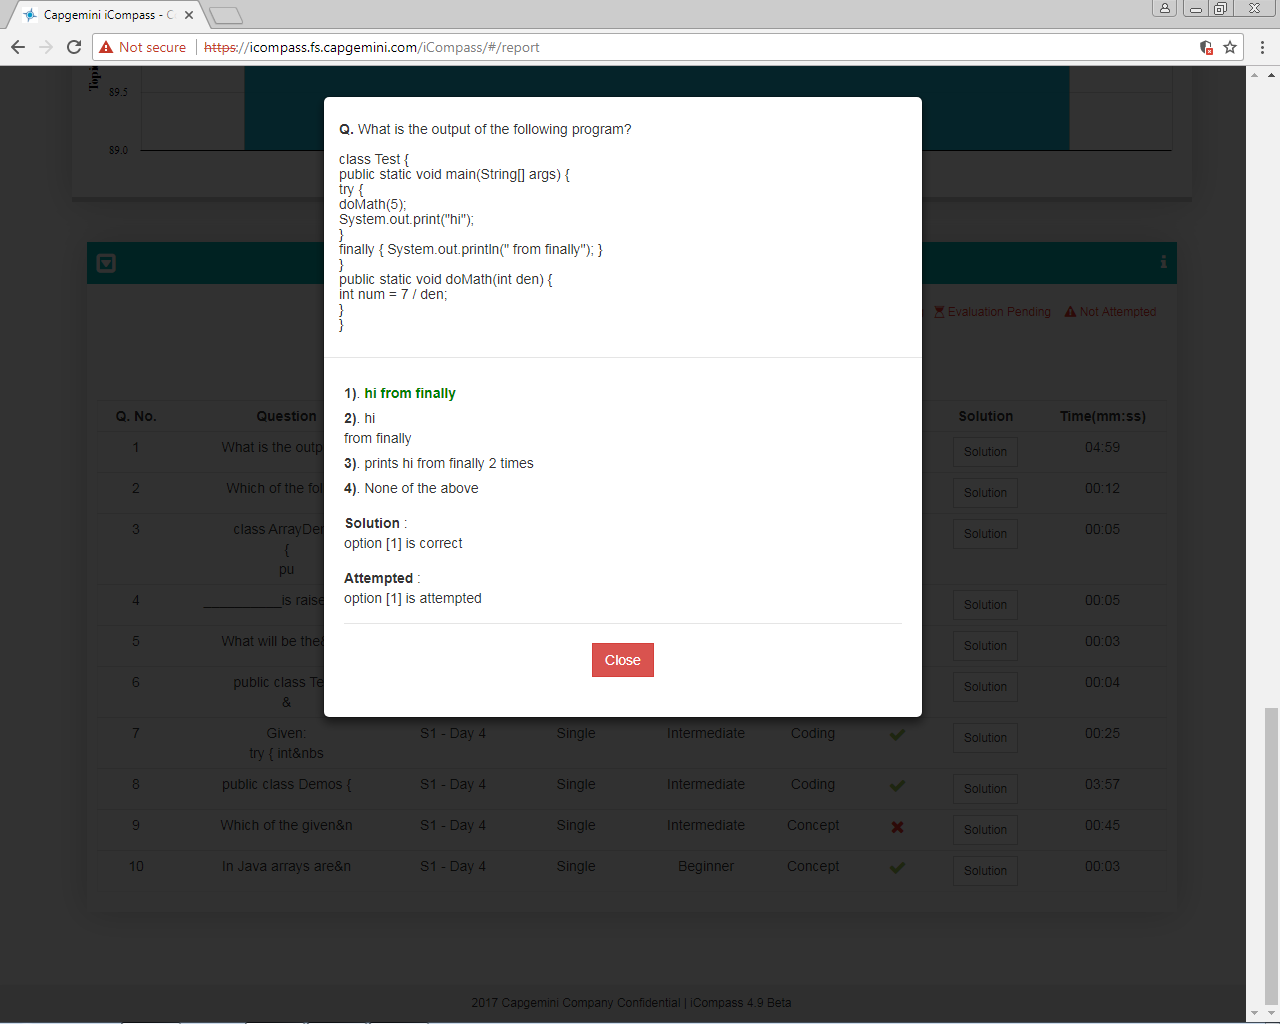 Capgemini iCompass - C
Not secure | https://icompass.fs.capgemini.com/iCompass/#/report
89.5
89.0
Q. What is the output of the following program?
class Test {
public static void main(String[] args) {
try {
doMath(5);
System.out.print("hi");
}
finally { System.out.println(" from finally"); }
}
public static void doMath(int den) {
int num = 7 / den;
}
}
1). hi from finally
2). hi
from finally
3). prints hi from finally 2 times
4). None of the above
Solution :
option [1] is correct
Attempted :
option [1] is attempted
Close
Evaluation Pending Not Attempted
Q. No. Question Solution Time(mm:ss)
1 What is the outp Solution 04:59
2 Which of the fol Solution 00:12
3 class ArrayDer Solution 00:05
{
pu
4 __________is raise Solution 00:05
5 What will be the& Solution 00:03
6 public class Te Solution 00:04
&
7 Given: S1 - Day 4 Single Intermediate Coding Solution 00:25
try { int&nbs
8 public class Demos { S1 - Day 4 Single Intermediate Coding Solution 03:57
9 Which of the given&n S1 - Day 4 Single Intermediate Concept Solution 00:45
10 In Java arrays are&n S1 - Day 4 Single Beginner Concept Solution 00:03
2017 Capgemini Company Confidential | iCompass 4.9 Beta